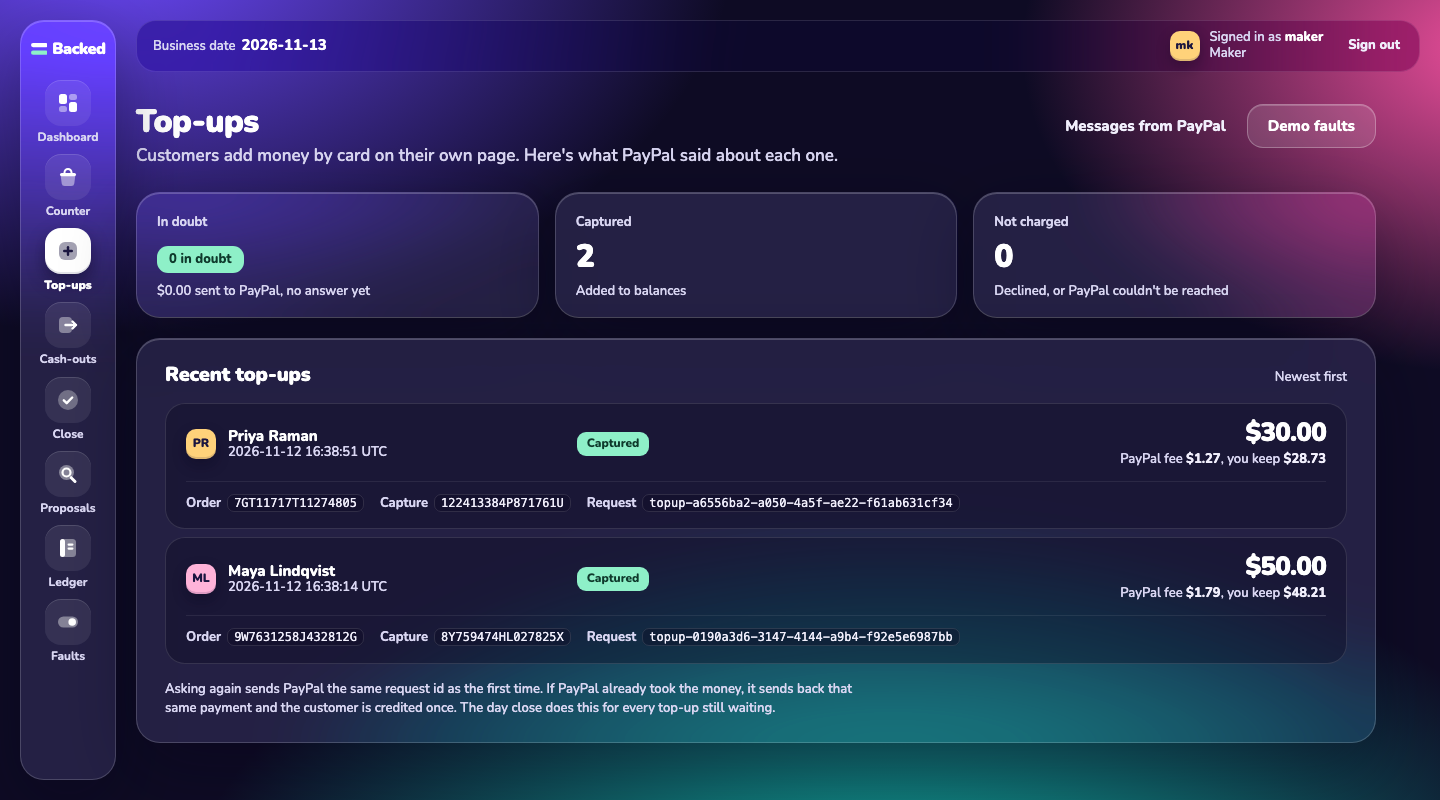 Backed
Dashboard
Counter
Top-ups
Cash-outs
Close
Proposals
Ledger
Faults
Business date 2026-11-13
mk
Signed in as maker
Maker
Sign out
Top-ups
Customers add money by card on their own page. Here's what PayPal said about each one.
Messages from PayPal
Demo faults
In doubt
0 in doubt
$0.00 sent to PayPal, no answer yet
Captured
2
Added to balances
Not charged
0
Declined, or PayPal couldn't be reached
Recent top-ups
Newest first
PR
Priya Raman
2026-11-12 16:38:51 UTC
Captured
$30.00
PayPal fee $1.27, you keep $28.73
Order 7GT11717T11274805 Capture 122413384P871761U Request topup-a6556ba2-a050-4a5f-ae22-f61ab631cf34
ML
Maya Lindqvist
2026-11-12 16:38:14 UTC
Captured
$50.00
PayPal fee $1.79, you keep $48.21
Order 9W7631258J432812G Capture 8Y759474HL027825X Request topup-0190a3d6-3147-4144-a9b4-f92e5e6987bb
Asking again sends PayPal the same request id as the first time. If PayPal already took the money, it sends back that
same payment and the customer is credited once. The day close does this for every top-up still waiting.